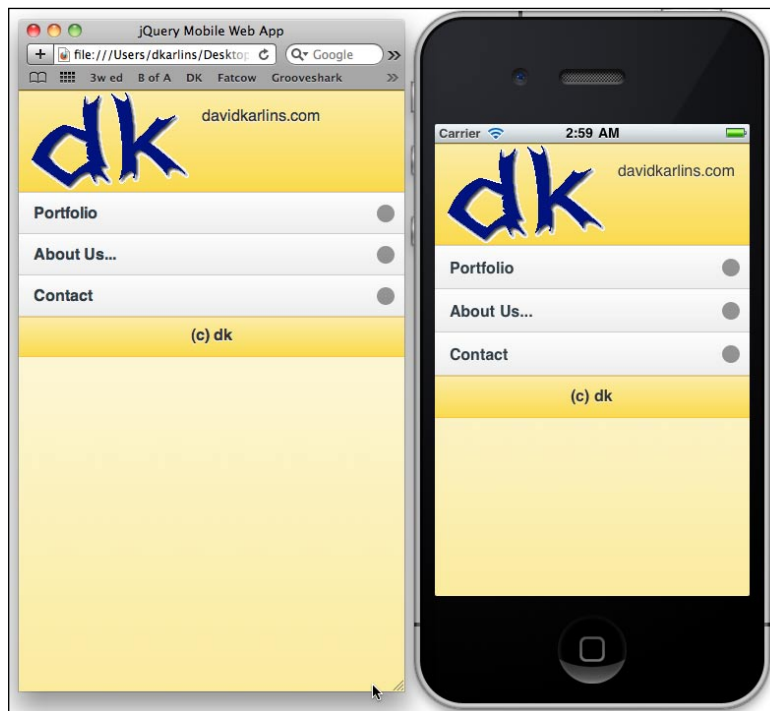 jQuery Mobile Web App
file:///Users/dkarlins/Desktop
Google
3w ed B of A DK Fatcow Grooveshark
dk
davidkarlins.com
Portfolio
About Us...
Contact
(c) dk
Carrier 2:59 AM
dk
davidkarlins.com
Portfolio
About Us...
Contact
(c) dk